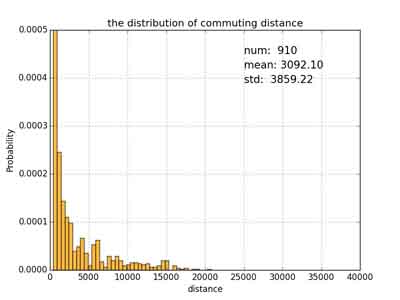 the distribution of commuting distance
num: 910
mean: 3092.10
std: 3859.22
Probability
0.0005
0.0004
0.0003
0.0002
0.0001
0.0000
0 5000 10000 15000 20000 25000 30000 35000 40000
distance